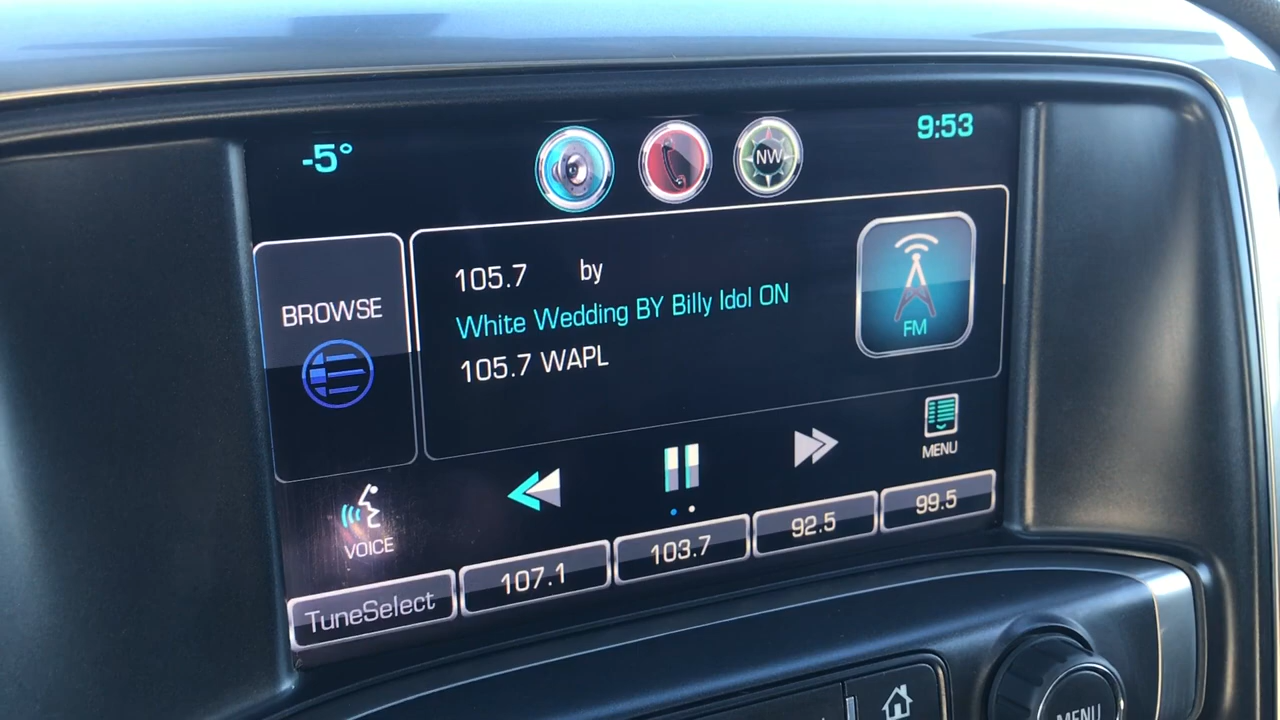 -5°
NW
9:53
BROWSE
105.7 by
White Wedding BY Billy Idol ON
105.7 WAPL
FM
MENU
VOICE
TuneSelect
107.1
103.7
92.5
99.5
MENU